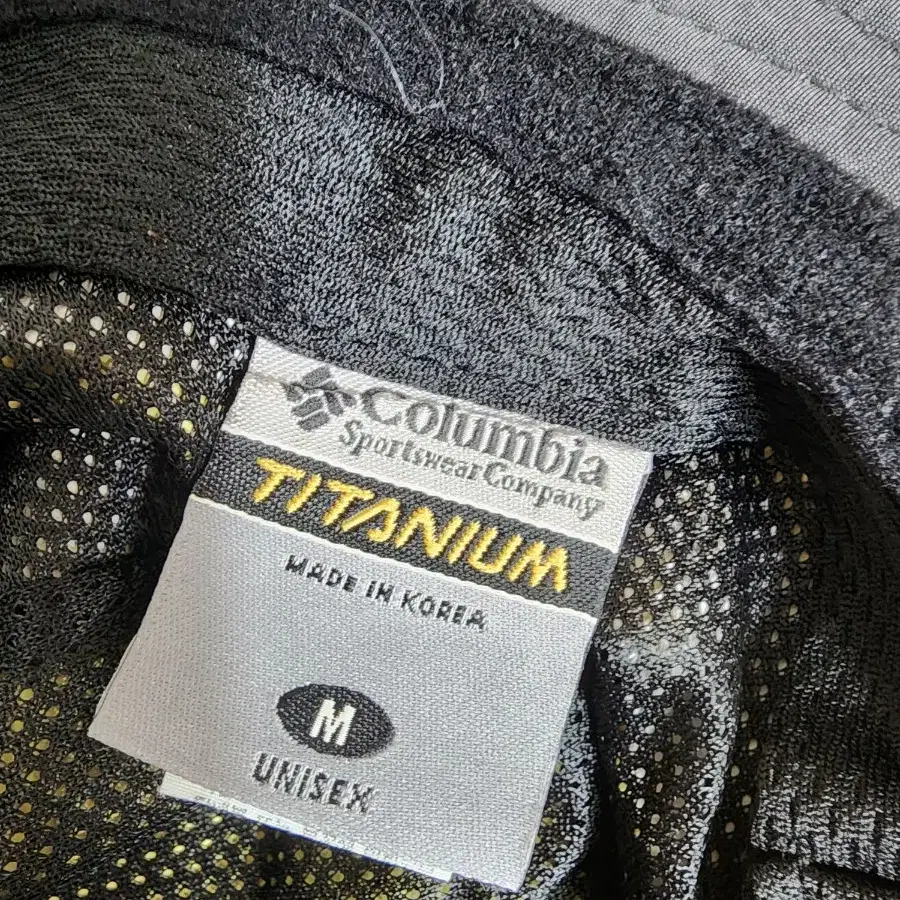 Columbia
Sportswear Company
TITANIUM
MADE IN KOREA
M
UNISEX